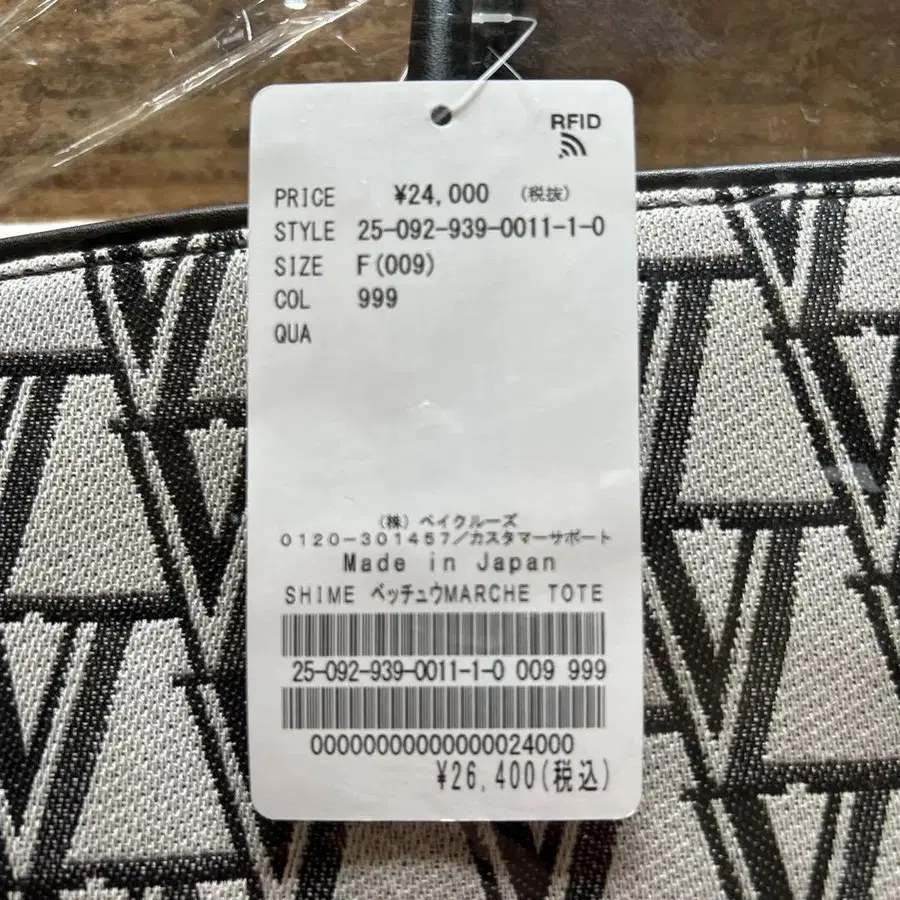 RFID
PRICE ¥24,000 (税抜)
STYLE 25-092-939-0011-1-0
SIZE F(009)
COL 999
QUA
(株) ベイクルーズ
0120-301457/カスタマーサポート
Made in Japan
SHIME ベッチュウMARCHE TOTE
25-092-939-0011-1-0 009 999
00000000000000024000
¥26,400(税込)